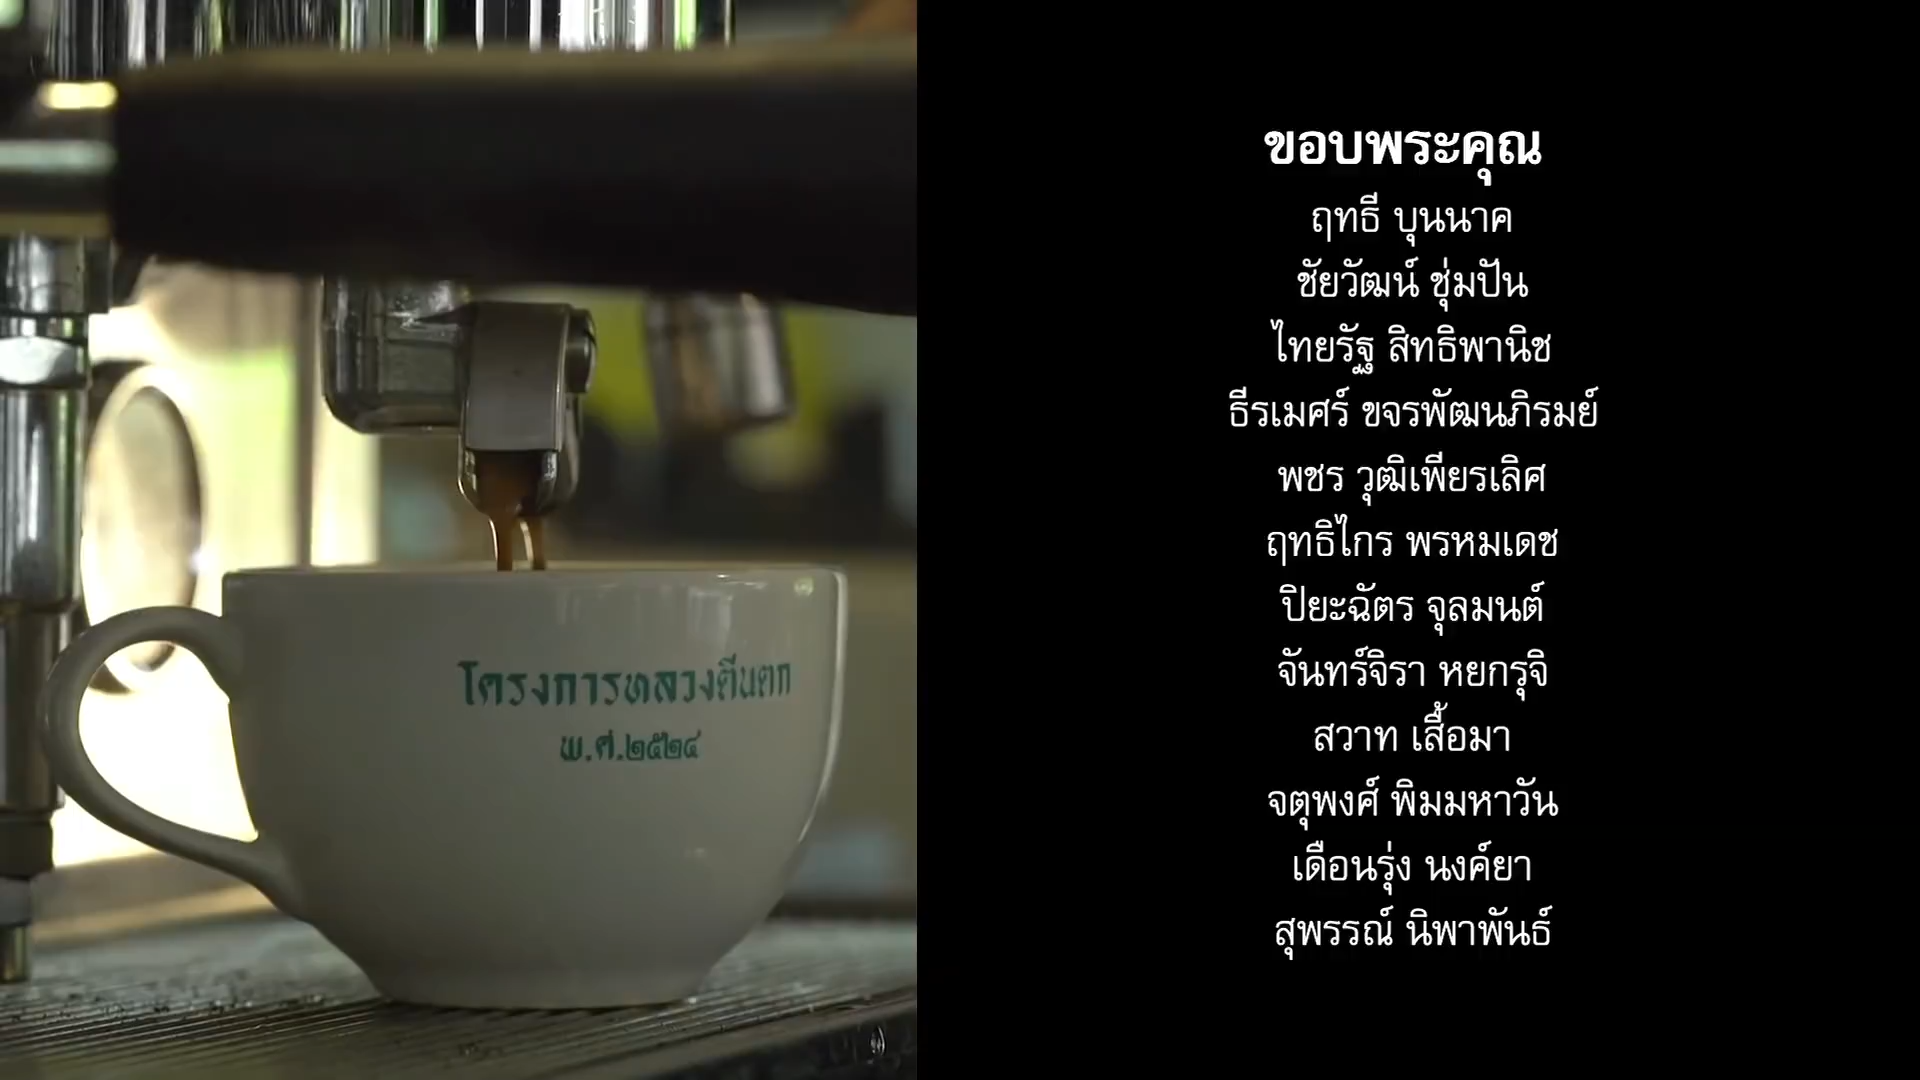 โครงการหลวงตีนตก
พ.ศ.๒๕๒๔
ขอบพระคุณ
ฤทธี บุนนาค
ชัยวัฒน์ ชุ่มปัน
ไทยรัฐ สิทธิพานิช
ธีรเมศร์ ขจรพัฒนภิรมย์
พชร วุฒิเพียรเลิศ
ฤทธิไกร พรหมเดช
ปิยะฉัตร จุลมนต์
จันทร์จิรา หยกรุจิ
สวาท เสื้อมา
จตุพงศ์ พิมมหาวัน
เดือนรุ่ง นงค์ยา
สุพรรณ์ นิพาพันธ์